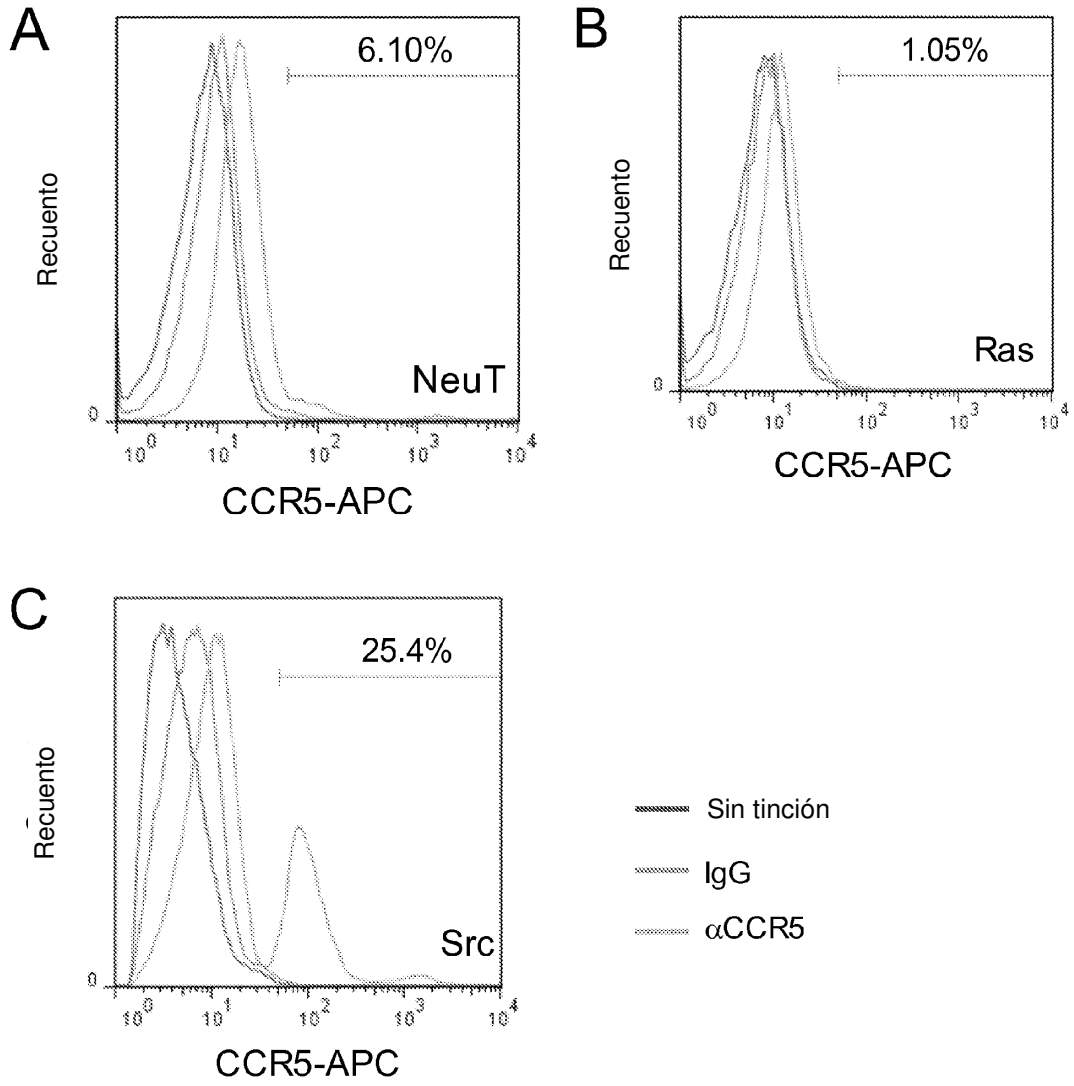 A
6.10%
Recuento
NeuT
0
10^0 10^1 10^2 10^3 10^4
CCR5-APC
B
1.05%
Recuento
Ras
0
10^0 10^1 10^2 10^3 10^4
CCR5-APC
C
25.4%
Recuento
Src
0
10^0 10^1 10^2 10^3 10^4
CCR5-APC
Sin tinción
IgG
αCCR5